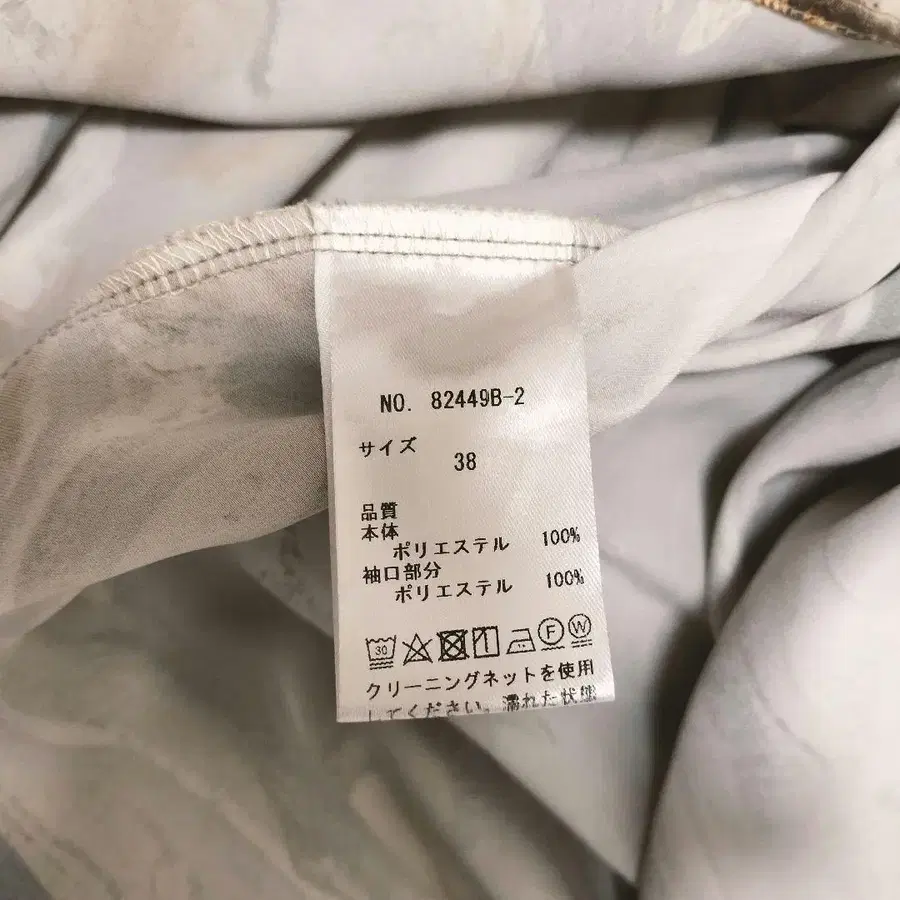 NO. 82449B-2
サイズ
38
品質
本体
ポリエステル 100%
袖口部分
ポリエステル 100%
30 F W
クリーニングネットを使用
してください。濡れた状態